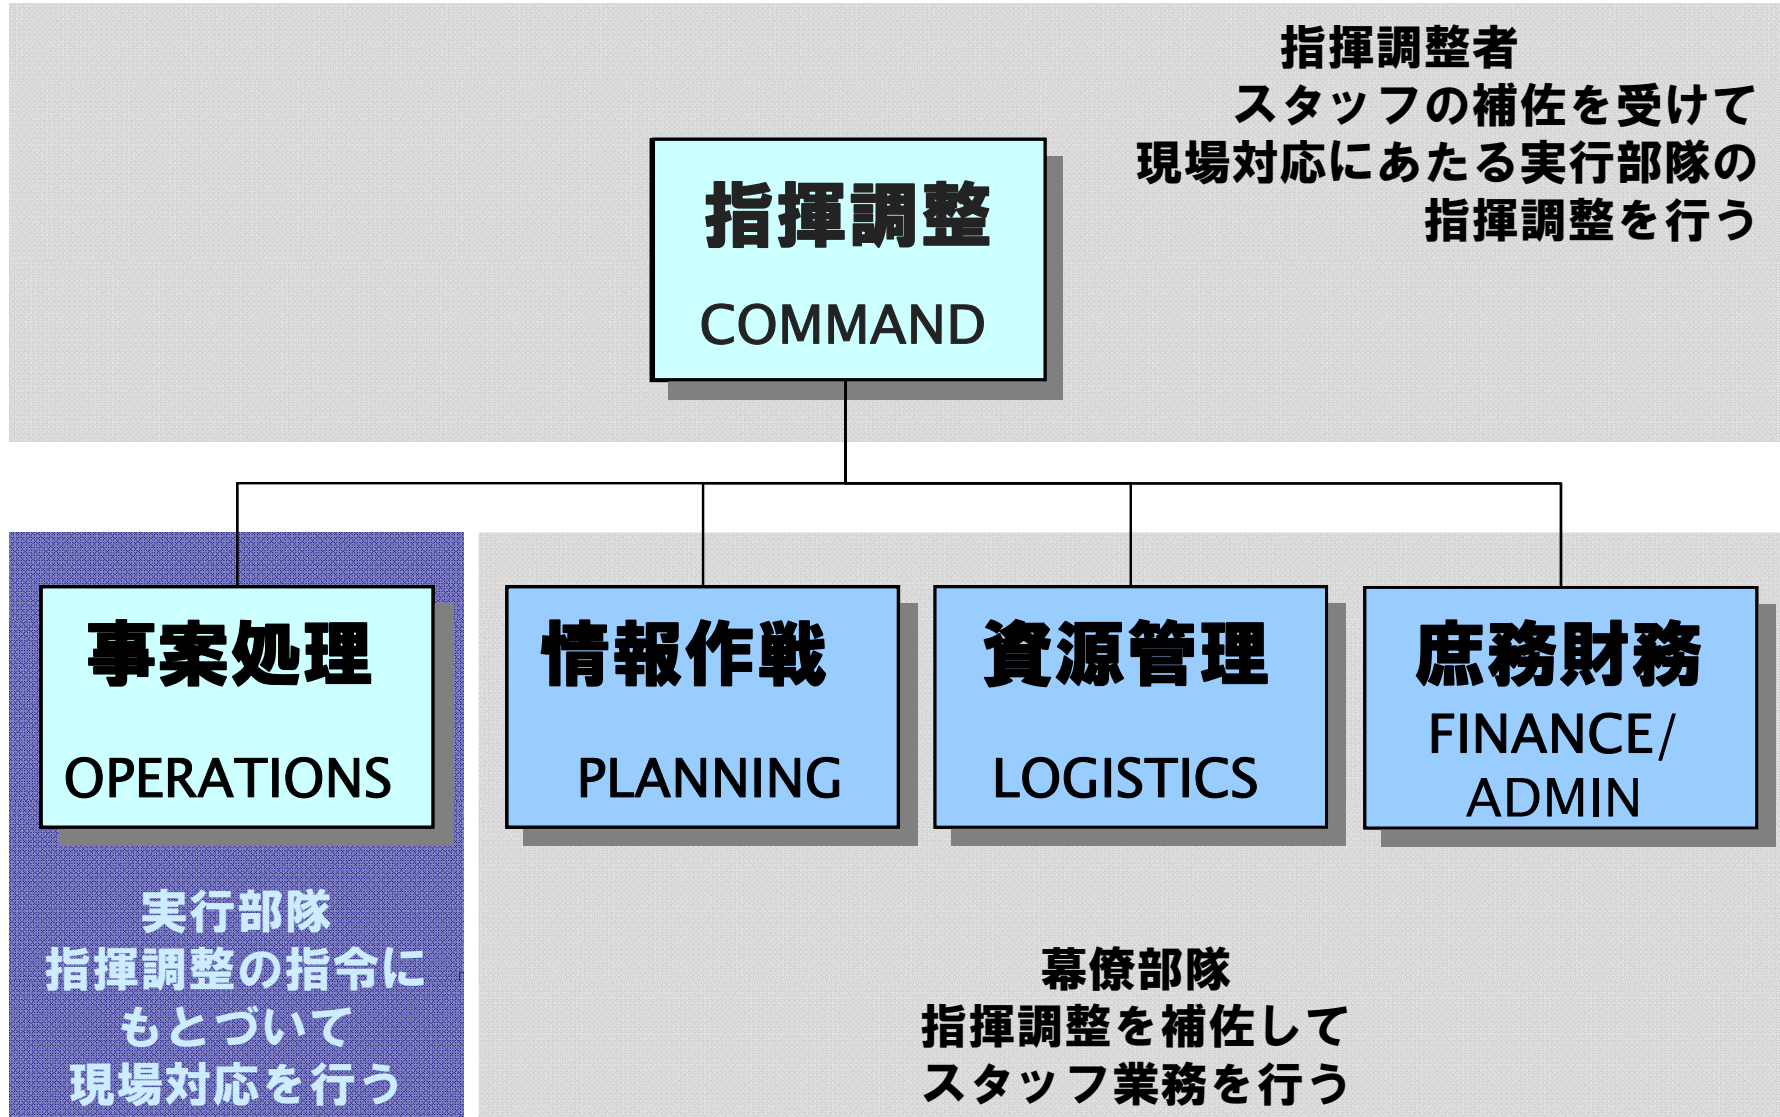 指揮調整者
スタッフの補佐を受けて
現場対応にあたる実行部隊の
指揮調整を行う
指揮調整
COMMAND
事案処理
OPERATIONS
情報作戦
PLANNING
資源管理
LOGISTICS
庶務財務
FINANCE/
ADMIN
実行部隊
指揮調整の指令に
もとづいて
現場対応を行う
幕僚部隊
指揮調整を補佐して
スタッフ業務を行う